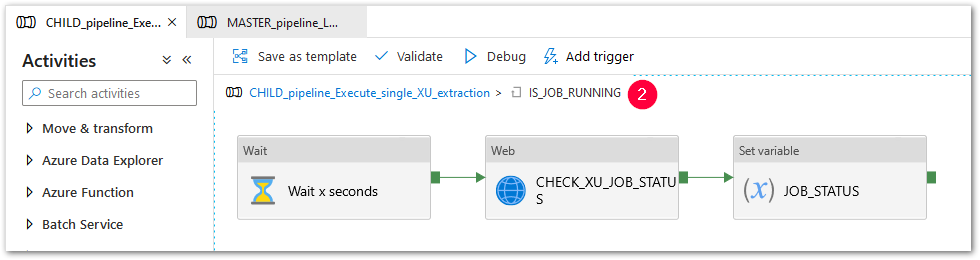 CHILD_pipeline_Exe... ×
MASTER_pipeline_L...
Activities
Search activities
Move & transform
Azure Data Explorer
Azure Function
Batch Service
Save as template
Validate
Debug
Add trigger
CHILD_pipeline_Execute_single_XU_extraction > IS_JOB_RUNNING 2
Wait
Wait x seconds
Web
CHECK_XU_JOB_STATU
S
Set variable
(x) JOB_STATUS